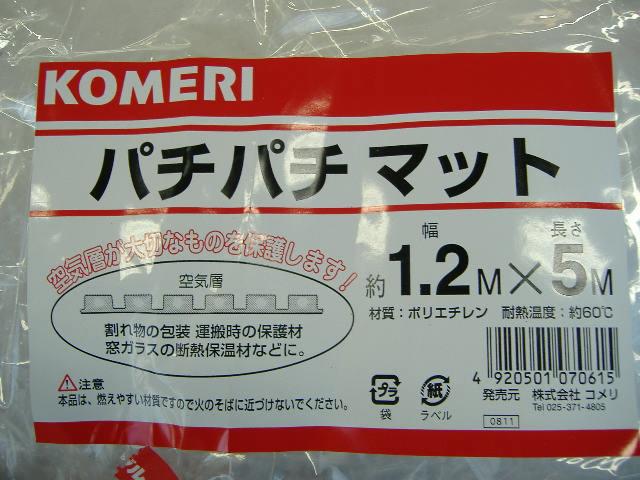 KOMERI
パチパチ マット
空気層が大切なものを保護します!
空気層
割れ物の包装 運搬時の保護材
窓ガラスの断熱保温材などに。
幅 長さ
約1.2M×5M
材質:ポリエチレン 耐熱温度:約60℃
⚠注意
本品は、燃えやすい材質ですので火のそばに近づけないでください。
プラ
袋
紙
ラベル
4 920501 070615
発売元 株式会社 コメリ
0811
Tel 025-371-4805